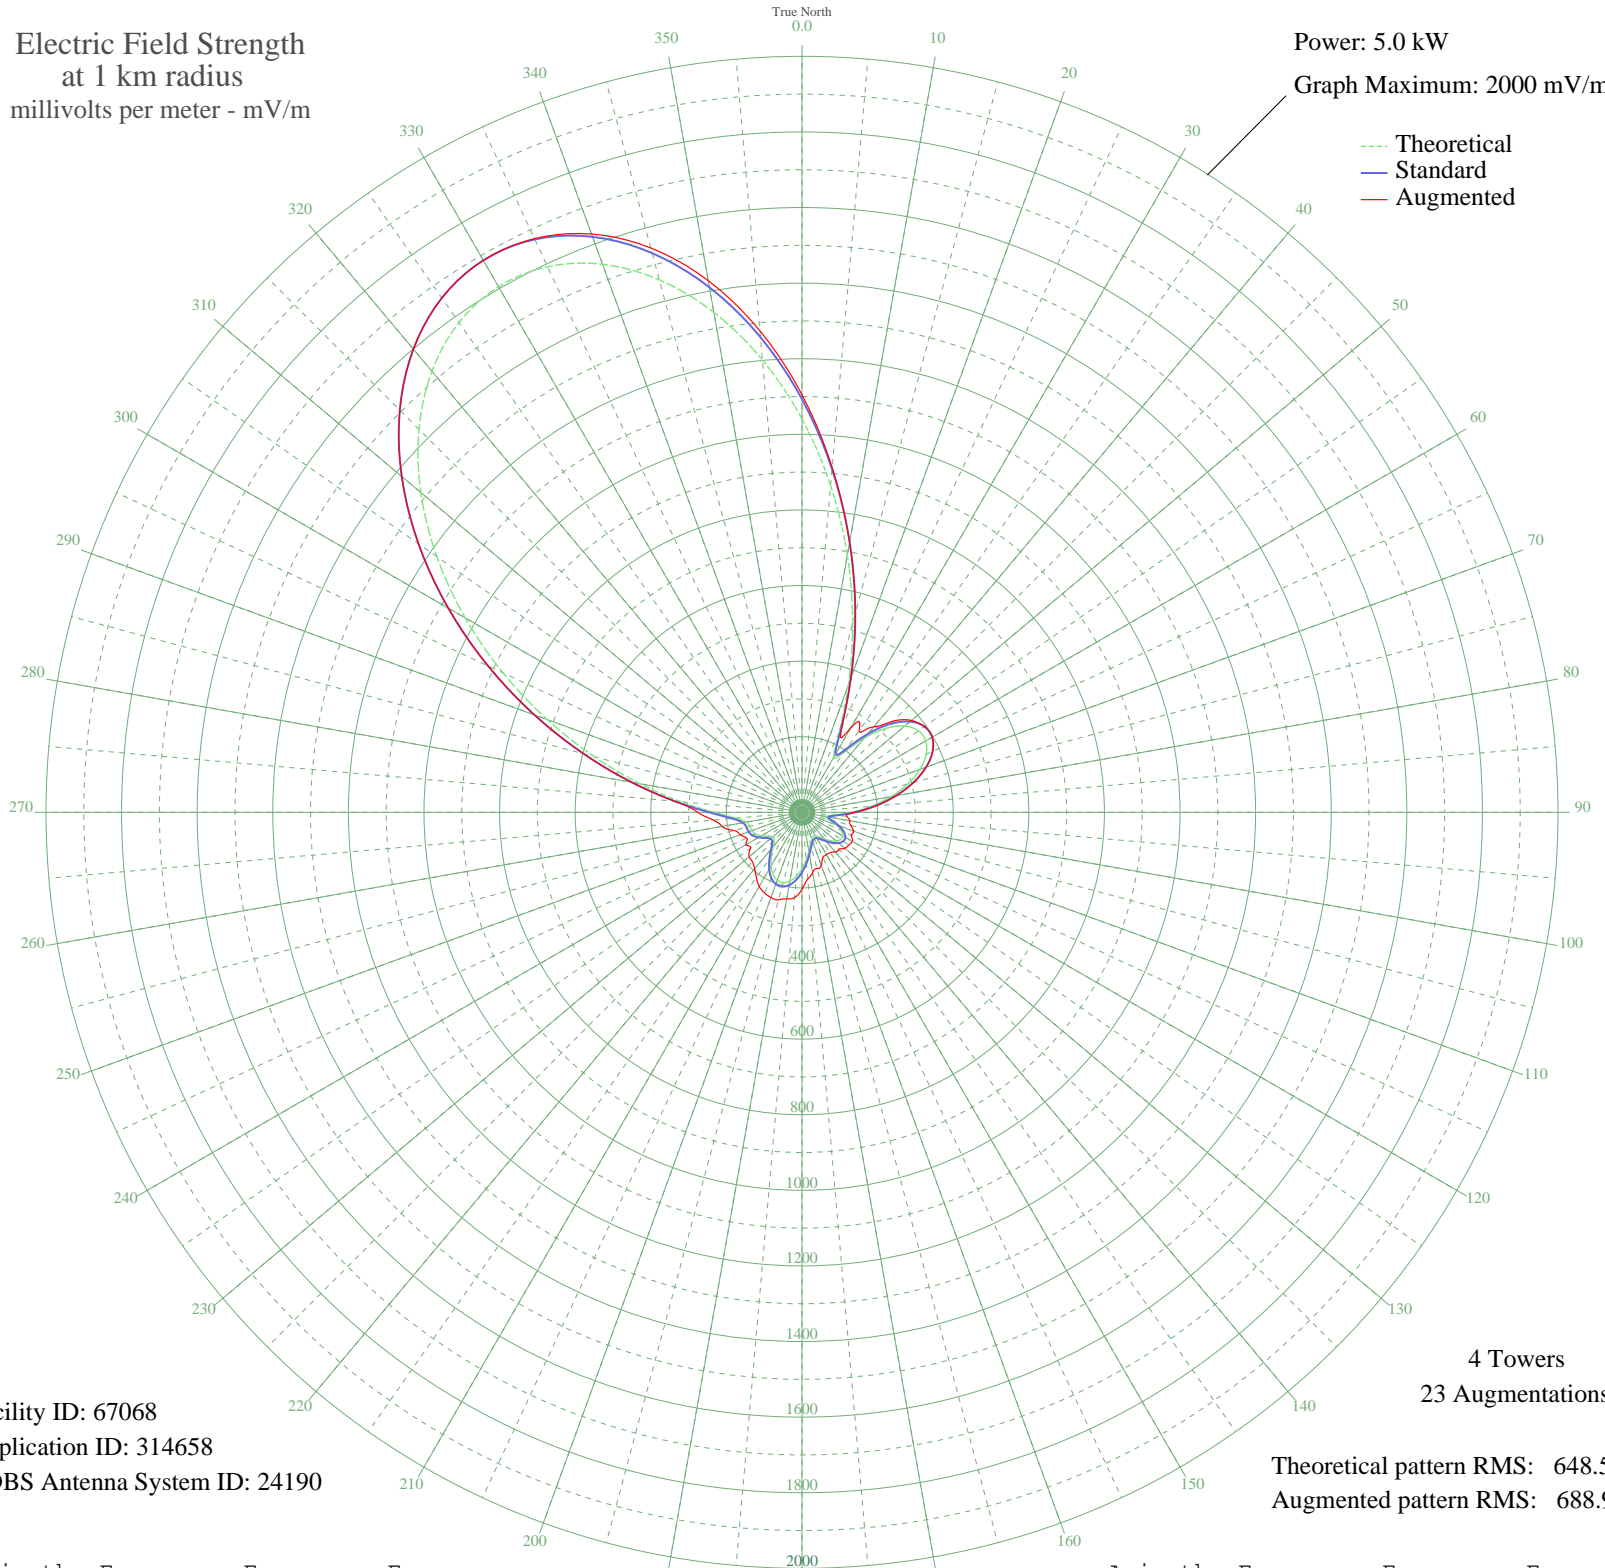 True North
0.0
10
20
30
40
50
60
70
80
90
100
110
120
130
140
150
160
200
210
220
230
240
250
260
270
280
290
300
310
320
330
340
350
Electric Field Strength
at 1 km radius
millivolts per meter - mV/m
Power: 5.0 kW
Graph Maximum: 2000 mV/m
Theoretical
Standard
Augmented
400
600
800
1000
1200
1400
1600
1800
2000
4 Towers
23 Augmentations
cility ID: 67068
plication ID: 314658
DBS Antenna System ID: 24190
Theoretical pattern RMS: 648.5
Augmented pattern RMS: 688.9